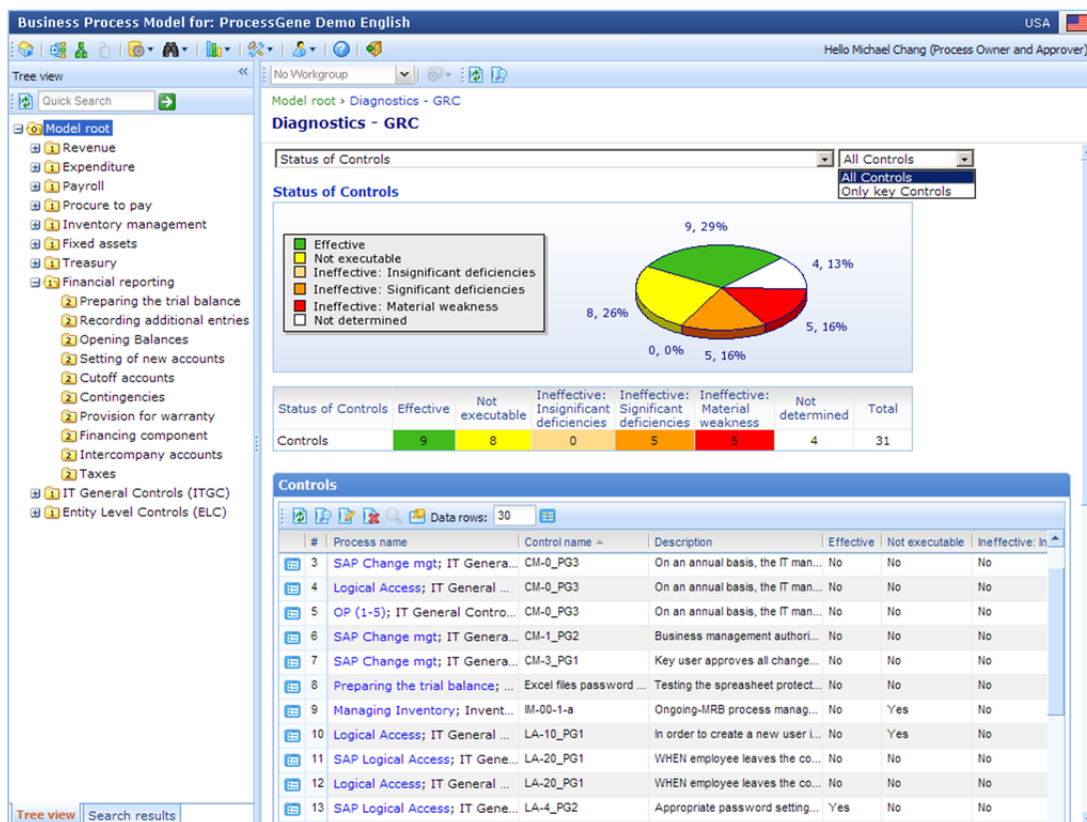 Business Process Model for: ProcessGene Demo English
USA
Hello Michael Chang (Process Owner and Approver)
Tree view
«
No Workgroup
Quick Search
Model root › Diagnostics - GRC
Diagnostics - GRC
Model root
Revenue
Expenditure
Payroll
Procure to pay
Inventory management
Fixed assets
Treasury
Financial reporting
Preparing the trial balance
Recording additional entries
Opening Balances
Setting of new accounts
Cutoff accounts
Contingencies
Provision for warranty
Financing component
Intercompany accounts
Taxes
IT General Controls (ITGC)
Entity Level Controls (ELC)
Tree view
Search results
Status of Controls
All Controls
All Controls
Only key Controls
Status of Controls
Effective
Not executable
Ineffective: Insignificant deficiencies
Ineffective: Significant deficiencies
Ineffective: Material weakness
Not determined
9, 29%
4, 13%
5, 16%
5, 16%
0, 0%
8, 26%
Status of Controls Effective Not executable Ineffective: Insignificant deficiencies Ineffective: Significant deficiencies Ineffective: Material weakness Not determined Total
Controls 9 8 0 5 5 4 31
Controls
Data rows: 30
# Process name Control name Description Effective Not executable Ineffective: In
3 SAP Change mgt; IT Genera... CM-0_PG3 On an annual basis, the IT man... No No No
4 Logical Access; IT General ... CM-0_PG3 On an annual basis, the IT man... No No No
5 OP (1-5); IT General Contro... CM-0_PG3 On an annual basis, the IT man... No No No
6 SAP Change mgt; IT Genera... CM-1_PG2 Business management authori... No No No
7 SAP Change mgt; IT Genera... CM-3_PG1 Key user approves all change... No No No
8 Preparing the trial balance; ... Excel files password ... Testing the spreasheet protect... No No No
9 Managing Inventory; Invent... IM-00-1-a Ongoing-MRB process manag... No Yes No
10 Logical Access; IT General ... LA-10_PG1 In order to create a new user i... No Yes No
11 SAP Logical Access; IT Gene... LA-20_PG1 WHEN employee leaves the co... No No No
12 Logical Access; IT General ... LA-20_PG1 WHEN employee leaves the co... No No No
13 SAP Logical Access; IT Gene... LA-4_PG2 Appropriate password setting... Yes No No